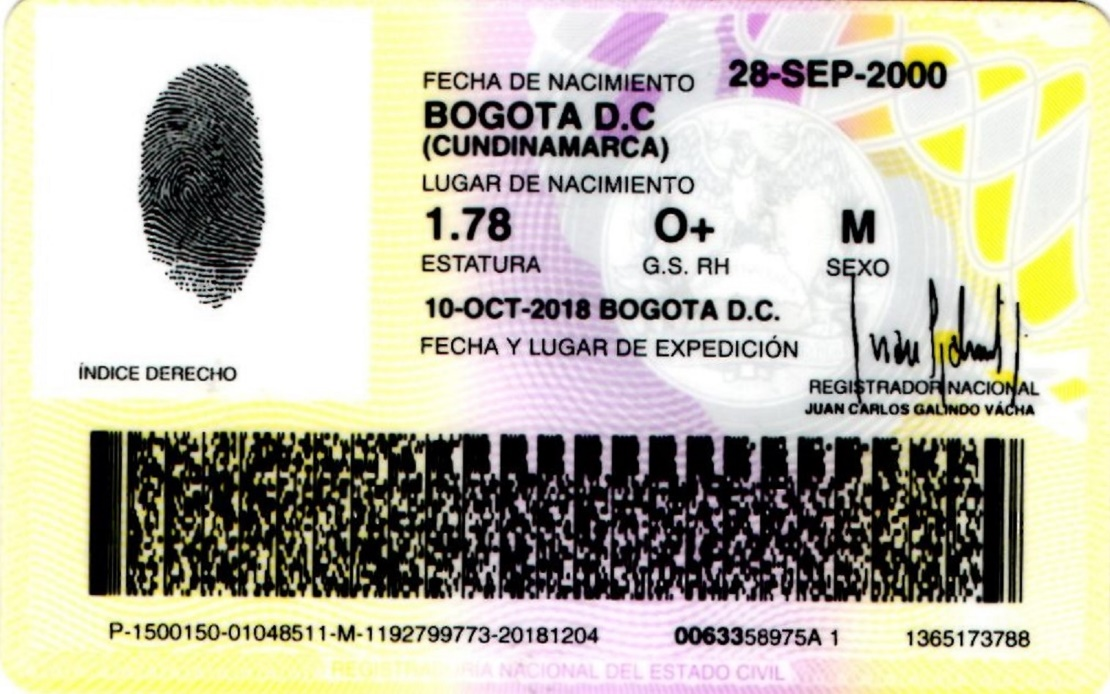 FECHA DE NACIMIENTO 28-SEP-2000
BOGOTA D.C
(CUNDINAMARCA)
LUGAR DE NACIMIENTO
1.78 O+ M
ESTATURA G.S. RH SEXO
10-OCT-2018 BOGOTA D.C.
FECHA Y LUGAR DE EXPEDICIÓN
ÍNDICE DERECHO
REGISTRADOR NACIONAL
JUAN CARLOS GALINDO VÁCHA
P-1500150-01048511-M-1192799773-20181204 0063358975A 1 1365173788
REGISTRADURIA NACIONAL DEL ESTADO CIVIL